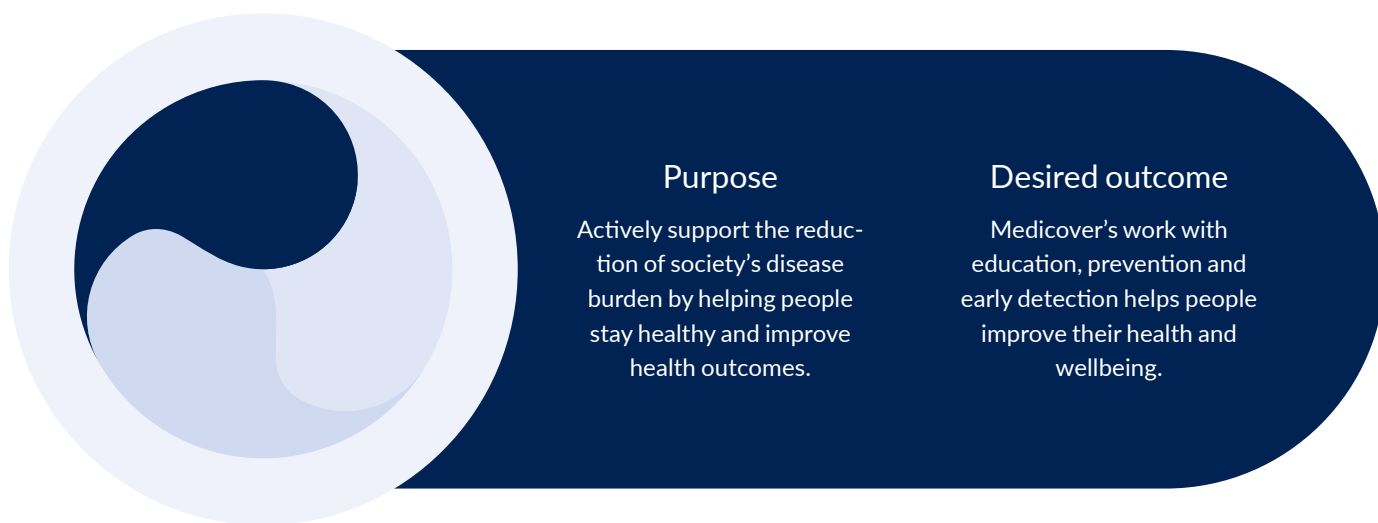 Purpose
Actively support the reduc-
tion of society’s disease
burden by helping people
stay healthy and improve
health outcomes.
Desired outcome
Medicover’s work with
education, prevention and
early detection helps people
improve their health and
wellbeing.